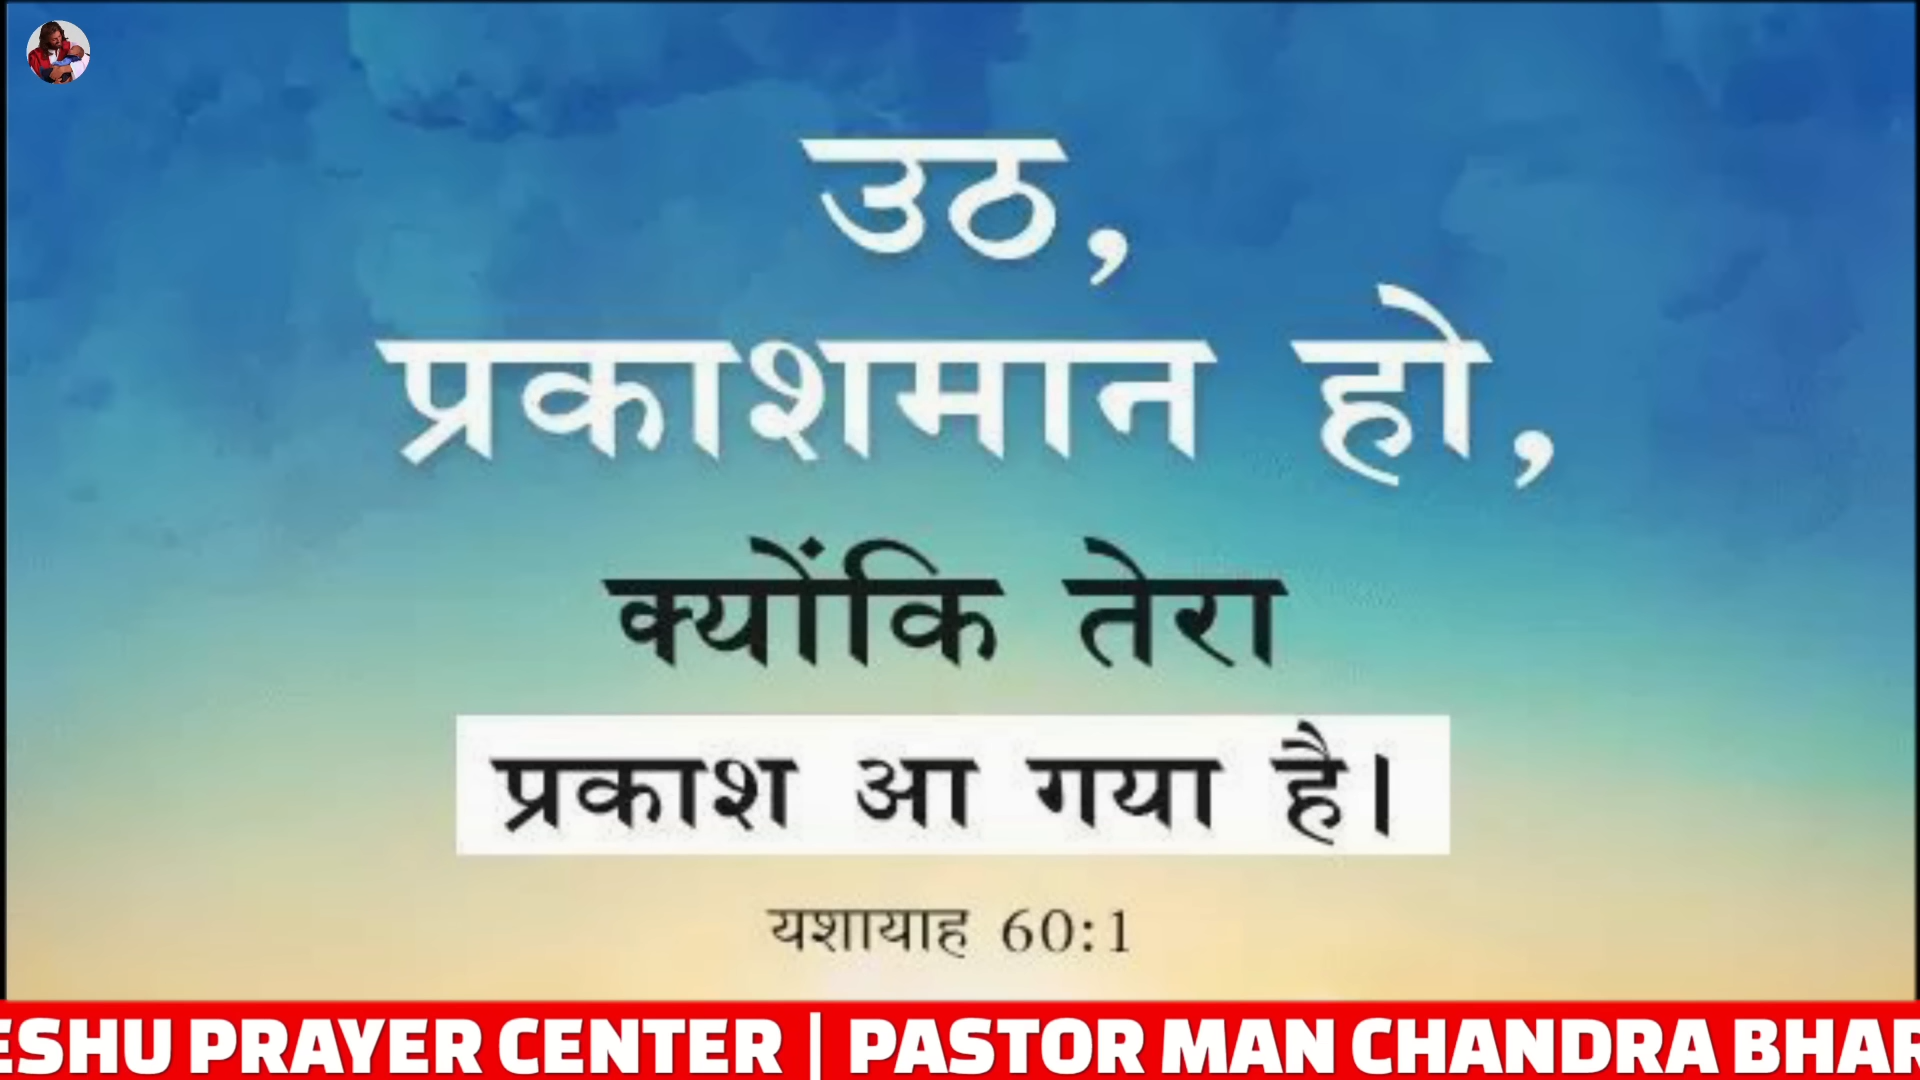 उठ,
प्रकाशमान हो,
क्योंकि तेरा
प्रकाश आ गया है।
यशायाह 60:1
ESHU PRAYER CENTER | PASTOR MAN CHANDRA BHAR